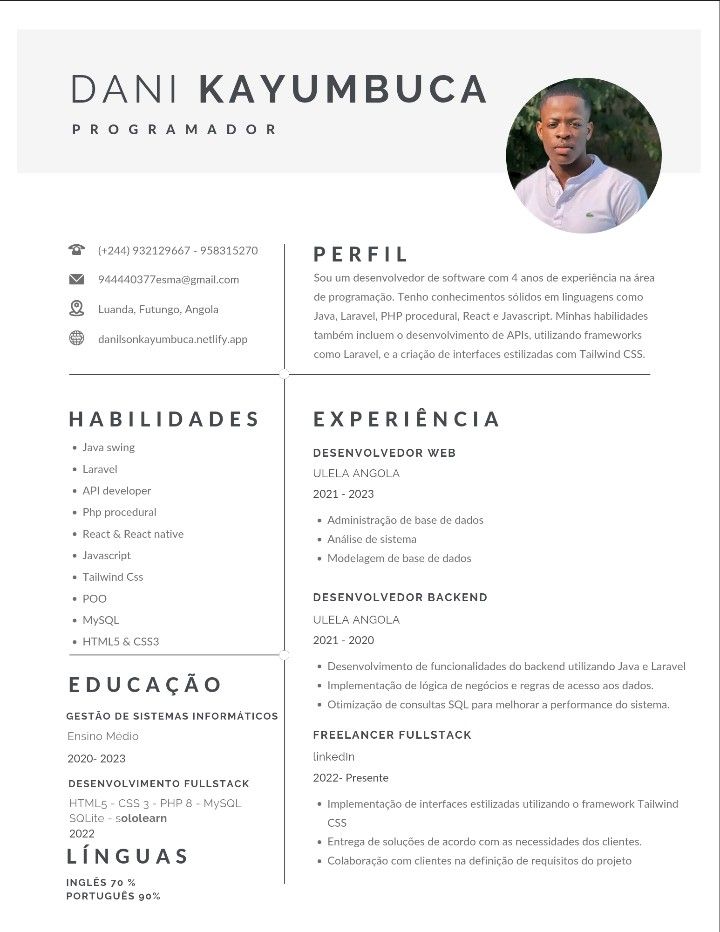 DANI KAYUMBUCA
PROGRAMADOR
(+244) 932129667 - 958315270
944440377esma@gmail.com
Luanda, Futungo, Angola
danilsonkayumbuca.netlify.app
PERFIL
Sou um desenvolvedor de software com 4 anos de experiência na área
de programação. Tenho conhecimentos sólidos em linguagens como
Java, Laravel, PHP procedural, React e Javascript. Minhas habilidades
também incluem o desenvolvimento de APIs, utilizando frameworks
como Laravel, e a criação de interfaces estilizadas com Tailwind CSS.
HABILIDADES
• Java swing
• Laravel
• API developer
• Php procedural
• React & React native
• Javascript
• Tailwind Css
• POO
• MySQL
• HTML5 & CSS3
EDUCAÇÃO
GESTÃO DE SISTEMAS INFORMÁTICOS
Ensino Médio
2020- 2023
DESENVOLVIMENTO FULLSTACK
HTML5 - CSS 3 - PHP 8 - MySQL
SQLite - sololearn
2022
LÍNGUAS
INGLÊS 70 %
PORTUGUÊS 90%
EXPERIÊNCIA
DESENVOLVEDOR WEB
ULELA ANGOLA
2021 - 2023
• Administração de base de dados
• Análise de sistema
• Modelagem de base de dados
DESENVOLVEDOR BACKEND
ULELA ANGOLA
2021 - 2020
• Desenvolvimento de funcionalidades do backend utilizando Java e Laravel
• Implementação de lógica de negócios e regras de acesso aos dados.
• Otimização de consultas SQL para melhorar a performance do sistema.
FREELANCER FULLSTACK
linkedIn
2022- Presente
• Implementação de interfaces estilizadas utilizando o framework Tailwind
CSS
• Entrega de soluções de acordo com as necessidades dos clientes.
• Colaboração com clientes na definição de requisitos do projeto